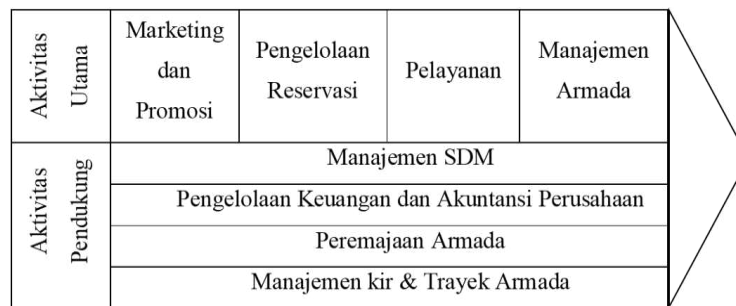 Aktivitas
Utama
Marketing
dan
Promosi
Pengelolaan
Reservasi
Pelayanan
Manajemen
Armada
Aktivitas
Pendukung
Manajemen SDM
Pengelolaan Keuangan dan Akuntansi Perusahaan
Peremajaan Armada
Manajemen kir & Trayek Armada